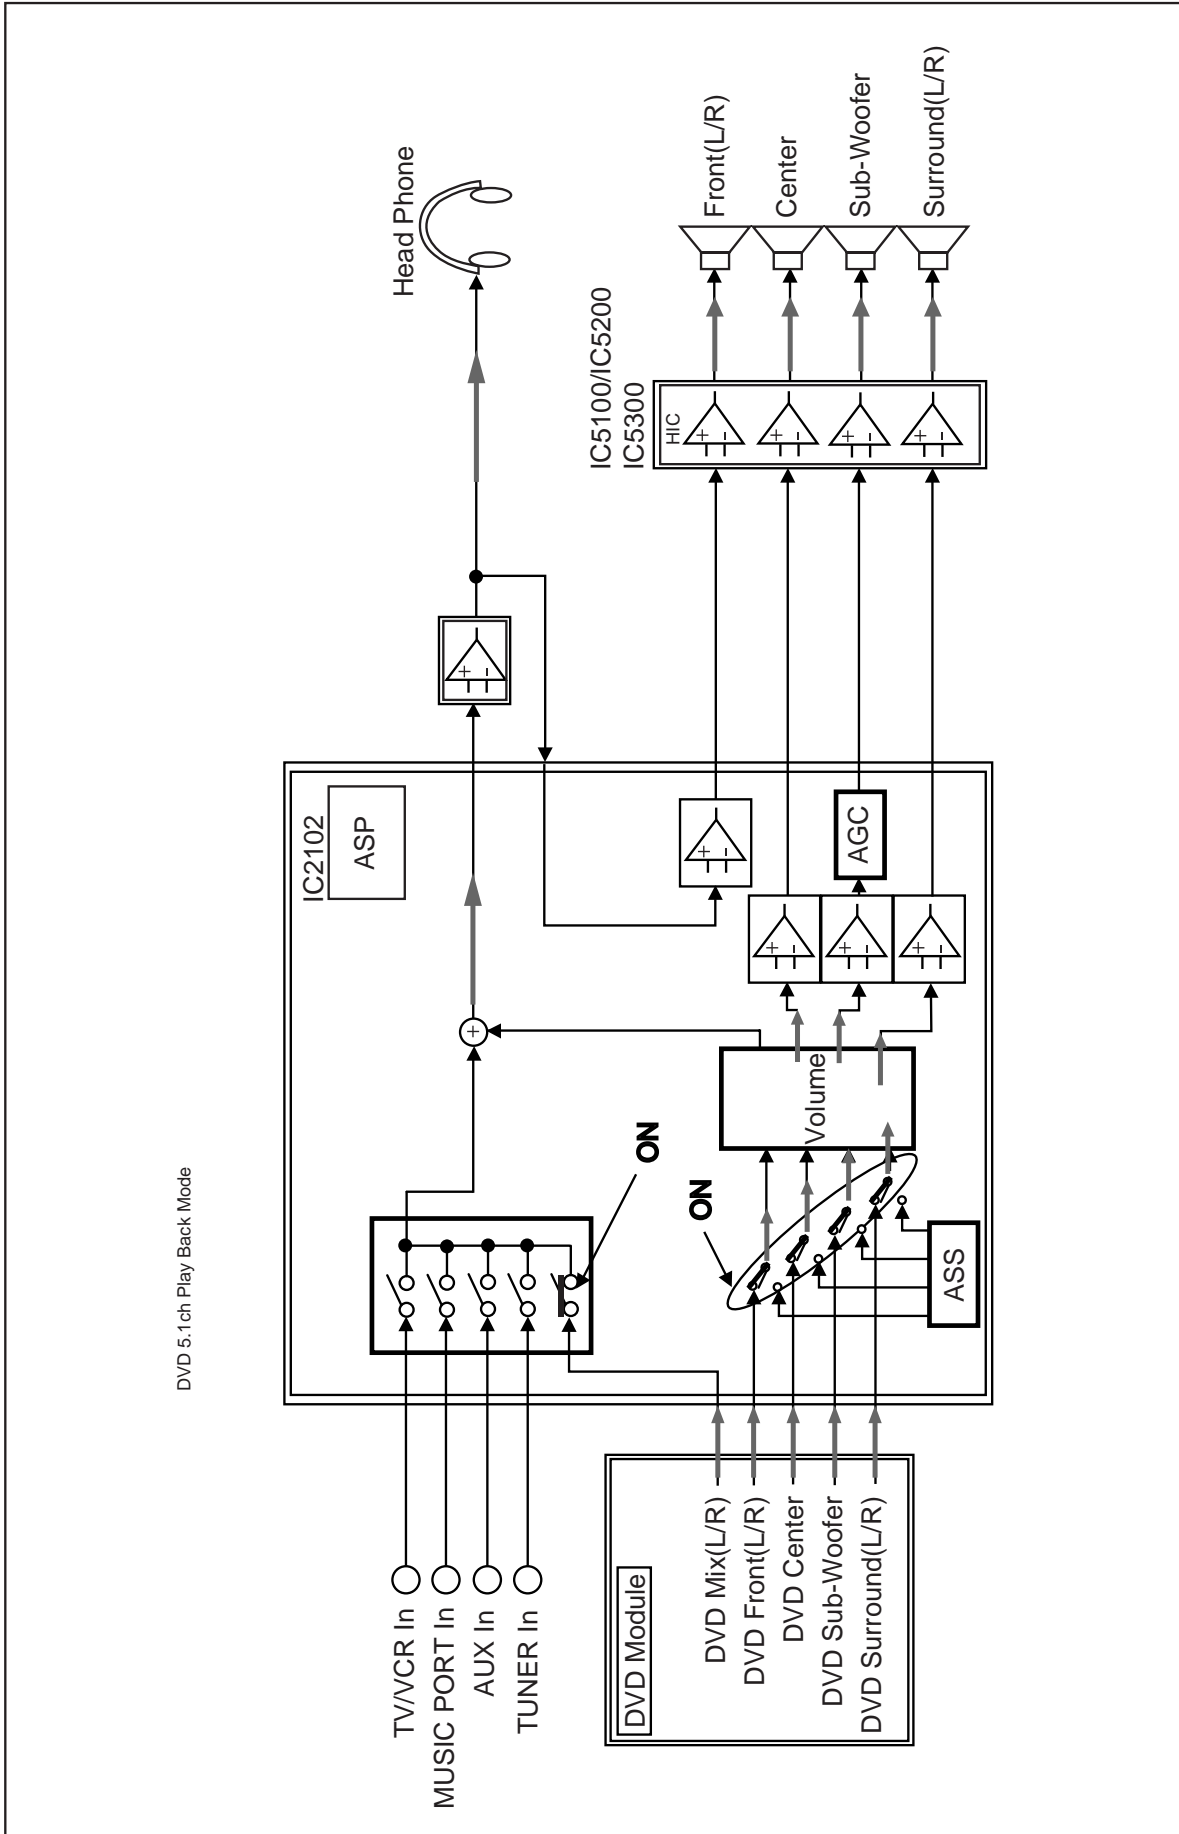 DVD 5.1ch Play Back Mode
TV/VCR In
MUSIC PORT In
AUX In
TUNER In
DVD Module
DVD Mix(L/R)
DVD Front(L/R)
DVD Center
DVD Sub-Woofer
DVD Surround(L/R)
ON
ON
ASS
Volume
+
IC2102
ASP
+ −
+ −
+ −
+ −
AGC
+ −
IC5100/IC5200
IC5300
HIC
+ −
+ −
+ −
+ −
Head Phone
Front(L/R)
Center
Sub-Woofer
Surround(L/R)